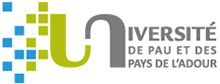 UNIVERSITÉ
DE PAU ET DES
PAYS DE L'ADOUR